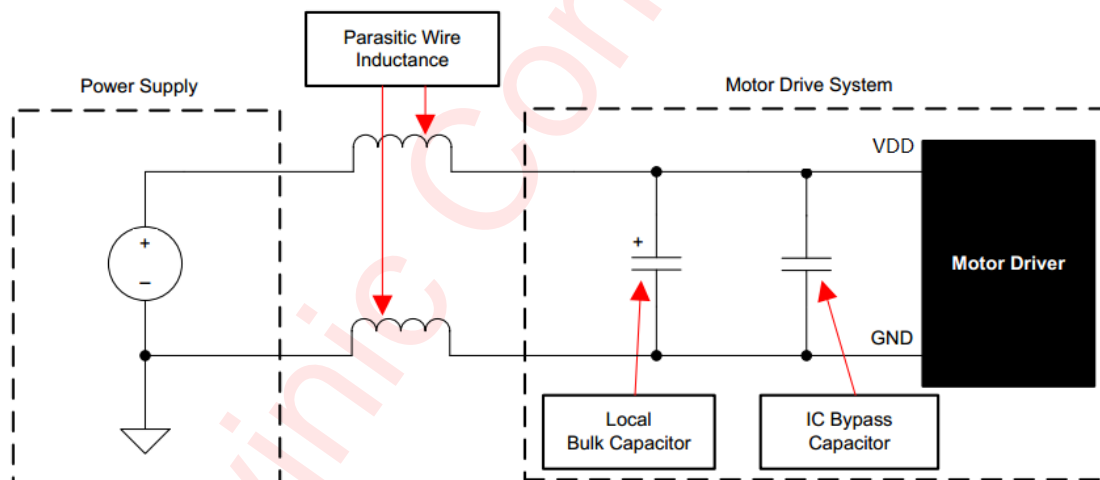 Parasitic Wire
Inductance
Power Supply
Motor Drive System
VDD
+
+
–
Motor Driver
GND
Local
Bulk Capacitor
IC Bypass
Capacitor